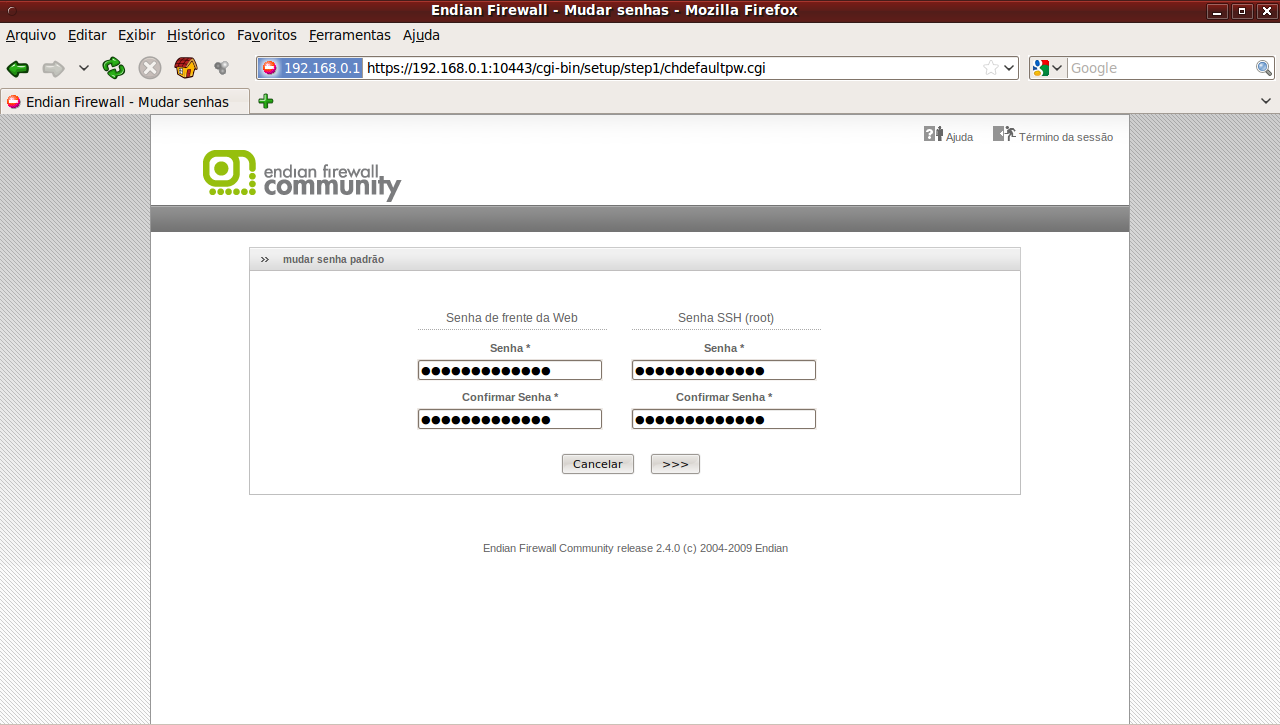 Endian Firewall - Mudar senhas - Mozilla Firefox
Arquivo Editar Exibir Histórico Favoritos Ferramentas Ajuda
192.168.0.1 https://192.168.0.1:10443/cgi-bin/setup/step1/chdefaultpw.cgi Google
Endian Firewall - Mudar senhas
? Ajuda Término da sessão
endian firewall
community
mudar senha padrão
Senha de frente da Web Senha SSH (root)
Senha * Senha *
●●●●●●●●●●●●● ●●●●●●●●●●●●●
Confirmar Senha * Confirmar Senha *
●●●●●●●●●●●●● ●●●●●●●●●●●●●
Cancelar >>>
Endian Firewall Community release 2.4.0 (c) 2004-2009 Endian